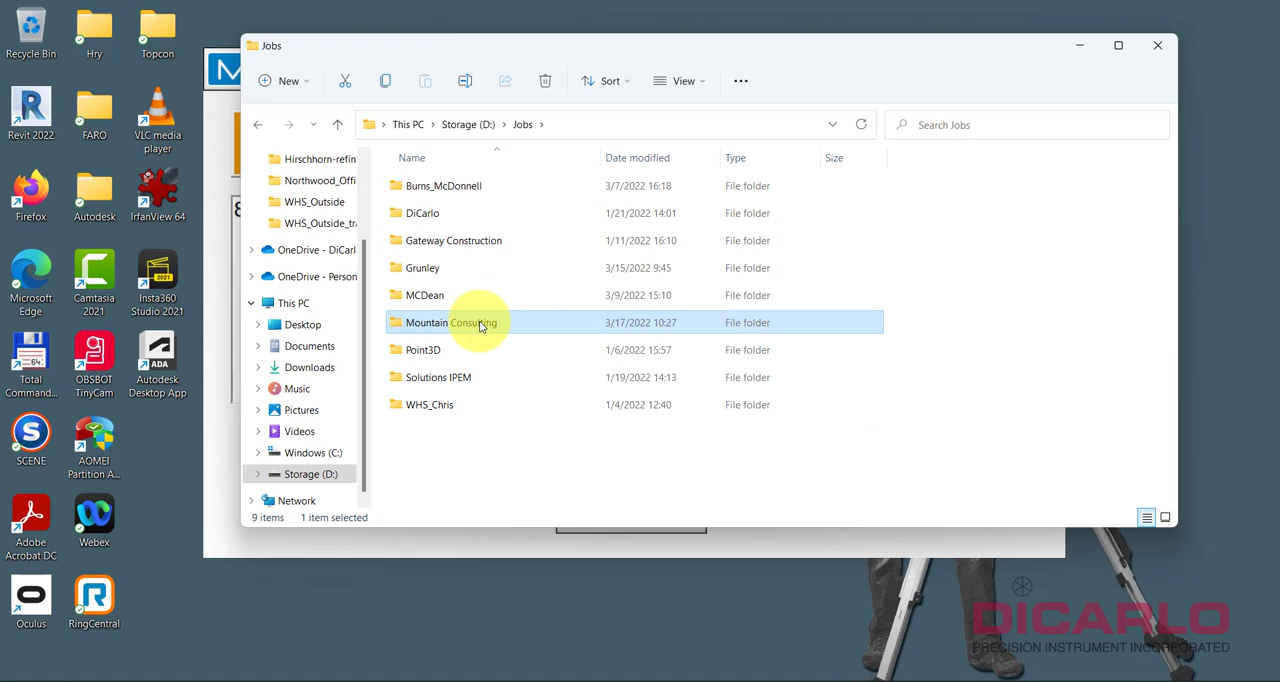 Recycle Bin
Hry
Topcon
Revit 2022
FARO
VLC media
player
Firefox
Autodesk
IrfanView 64
Microsoft
Edge
Camtasia
2021
Insta360
Studio 2021
Total
Command...
OBSBOT
TinyCam
Autodesk
Desktop App
SCENE
AOMEI
Partition A...
Adobe
Acrobat DC
Webex
Oculus
RingCentral
M
Jobs
New
Sort
View
This PC > Storage (D:) > Jobs >
Search Jobs
Hirschhorn-refin
Northwood_Offi
WHS_Outside
WHS_Outside_tr
OneDrive - DiCarl
OneDrive - Person
This PC
Desktop
Documents
Downloads
Music
Pictures
Videos
Windows (C:)
Storage (D:)
Network
Name Date modified Type Size
Burns_McDonnell 3/7/2022 16:18 File folder
DiCarlo 1/21/2022 14:01 File folder
Gateway Construction 1/11/2022 16:10 File folder
Grunley 3/15/2022 9:45 File folder
MCDean 3/9/2022 15:10 File folder
Mountain Consulting 3/17/2022 10:27 File folder
Point3D 1/6/2022 15:57 File folder
Solutions IPEM 1/19/2022 14:13 File folder
WHS_Chris 1/4/2022 12:40 File folder
9 items 1 item selected
DICARLO
PRECISION INSTRUMENT INCORPORATED